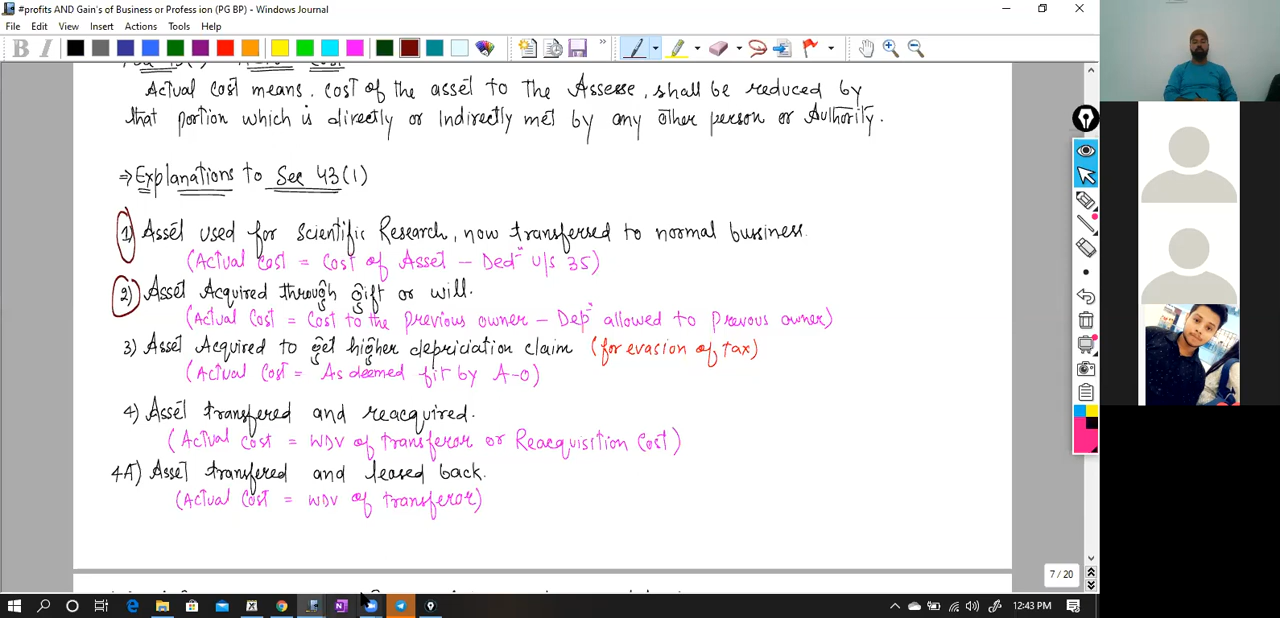 #profits AND Gain's of Business or Profess ion (PG BP) - Windows Journal
File Edit View Insert Actions Tools Help
B I
Actual Cost means. Cost of the asset to the Assesse, shall be reduced by
that portion which is directly or Indirectly met by any other person or Authority.
⇒ Explanations to Sec 43(1)
1) Asset used for Scientific Research, now transfersed to normal bussiness.
(Actual Cost = Cost of Asset – Dedⁿ u/s 35)
2) Asset Acquired through gift or will.
(Actual Cost = Cost to the previous owner – Depⁿ allowed to prevous owner)
3) Asset Acquired to get higher depriciation claim (for evasion of tax)
(Actual Cost = As deemed fit by A-O)
4) Asset transfered and reacquired.
(Actual Cost = WDV of transferor or Reacquisition Cost)
4A) Asset transfered and leased back.
(Actual Cost = WDV of transferor)
7 / 20
12:43 PM